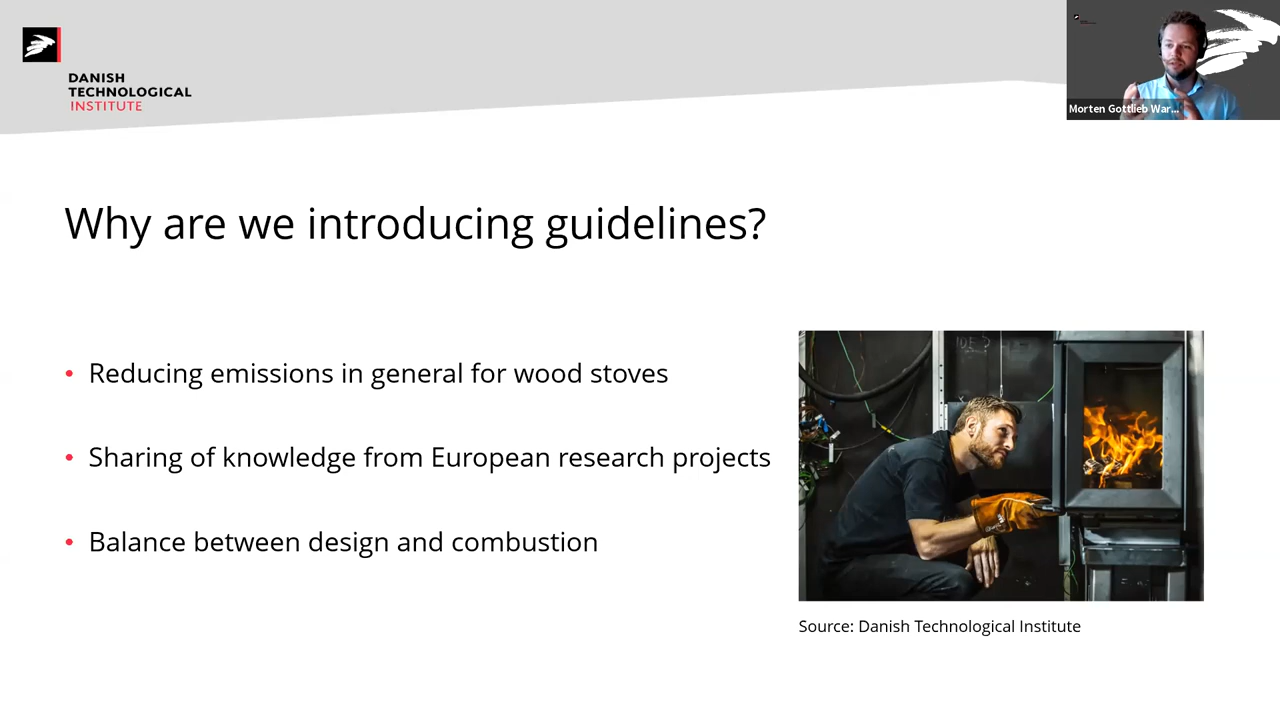 DANISH
TECHNOLOGICAL
INSTITUTE
Morten Gottlieb War...
Why are we introducing guidelines?
• Reducing emissions in general for wood stoves
• Sharing of knowledge from European research projects
• Balance between design and combustion
Source: Danish Technological Institute